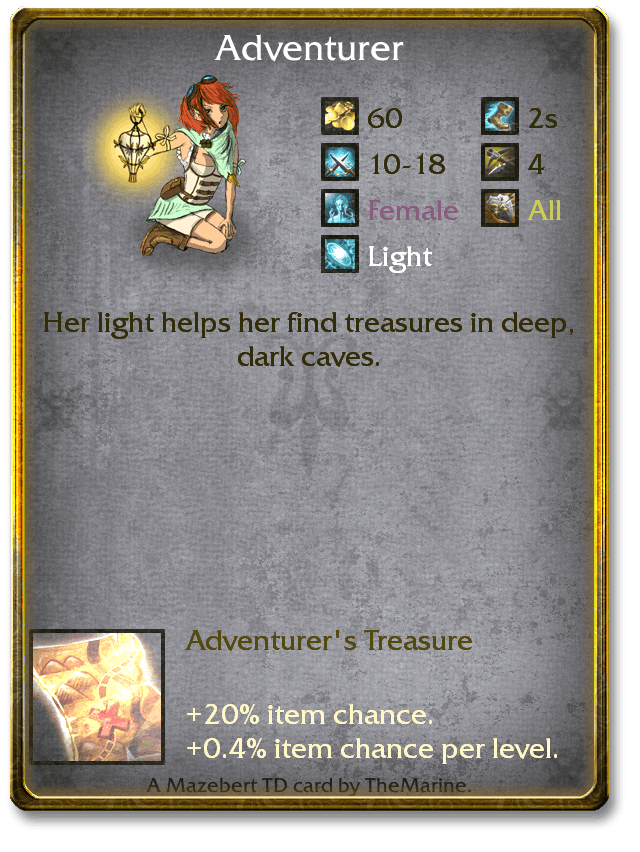 Adventurer
60 2s
10-18 4
Female All
Light
Her light helps her find treasures in deep,
dark caves.
Adventurer's Treasure
+20% item chance.
+0.4% item chance per level.
A Mazebert TD card by TheMarine.